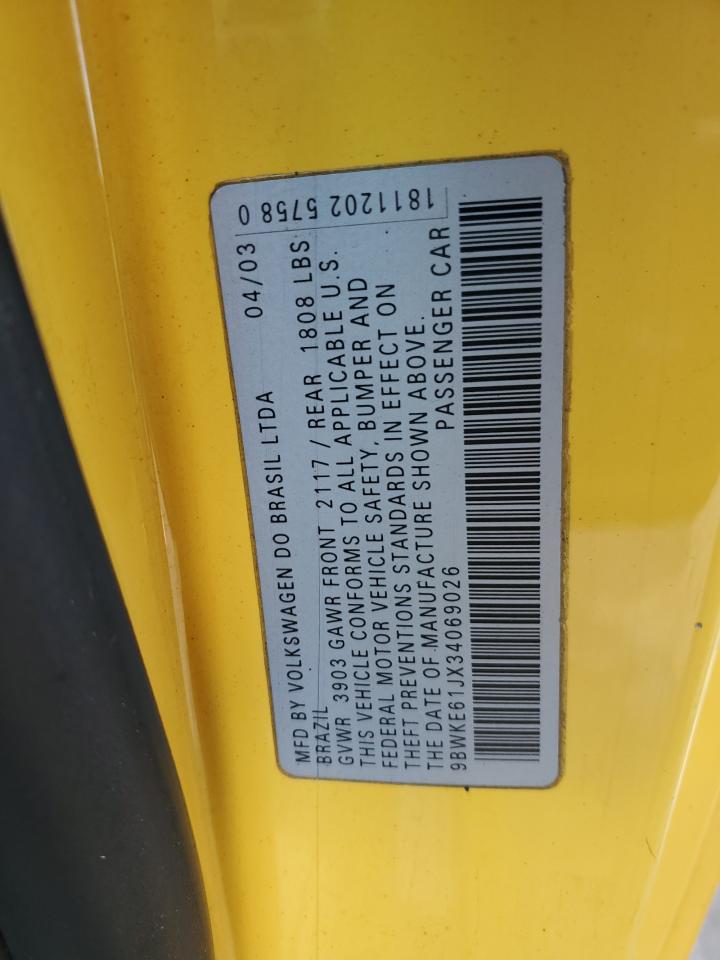 1811202 5758 0
MFD BY VOLKSWAGEN DO BRASIL LTDA 04/03
BRAZIL
GVWR 3903 GAWR FRONT 2117 / REAR 1808 LBS
THIS VEHICLE CONFORMS TO ALL APPLICABLE U.S.
FEDERAL MOTOR VEHICLE SAFETY, BUMPER AND
THEFT PREVENTIONS STANDARDS IN EFFECT ON
THE DATE OF MANUFACTURE SHOWN ABOVE.
9BWKE61JX34069026 PASSENGER CAR